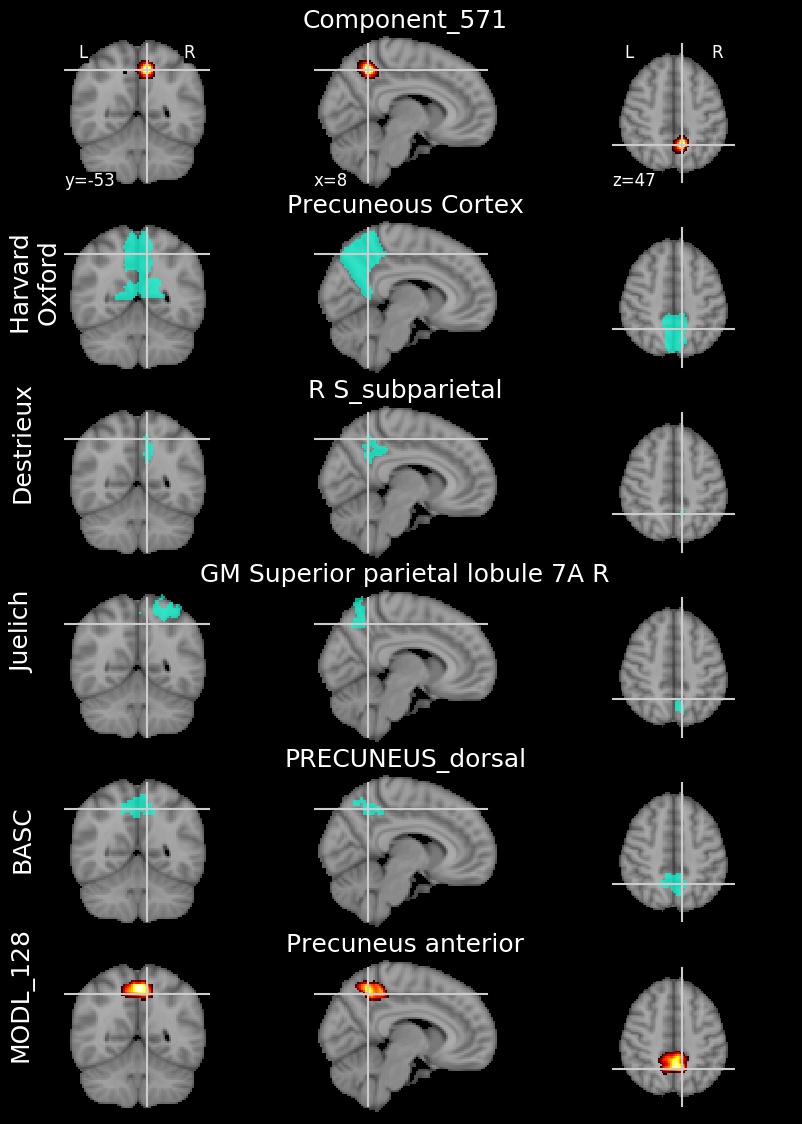 Component_571
L R
L R
y=-53
x=8
z=47
Precuneous Cortex
Harvard
Oxford
R S_subparietal
Destrieux
GM Superior parietal lobule 7A R
Juelich
PRECUNEUS_dorsal
BASC
Precuneus anterior
MODL_128